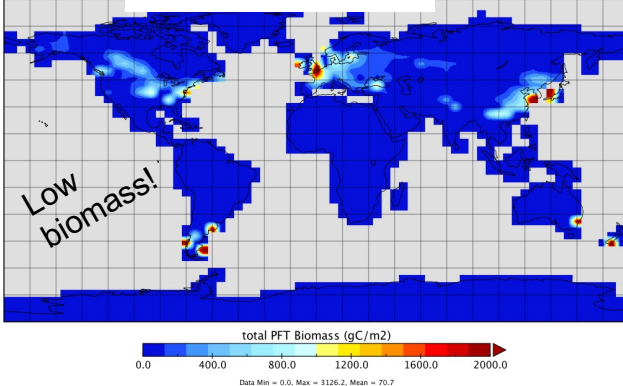 Low
biomass!
total PFT Biomass (gC/m2)
0.0 400.0 800.0 1200.0 1600.0 2000.0
Data Min = 0.0, Max = 3126.2, Mean = 70.7